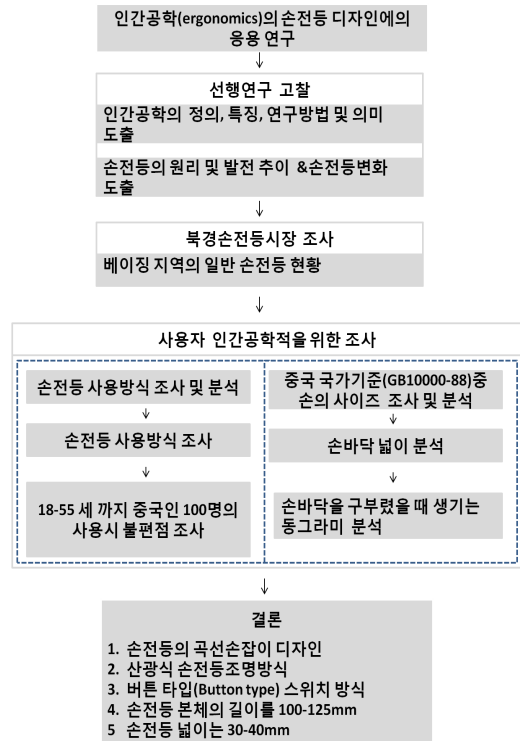 인간공학(ergonomics)의 손전등 디자인에의
응용 연구
선행연구 고찰
인간공학의 정의, 특징, 연구방법 및 의미
도출
손전등의 원리 및 발전 추이 &손전등변화
도출
북경손전등시장 조사
베이징 지역의 일반 손전등 현황
사용자 인간공학적을위한 조사
손전등 사용방식 조사 및 분석
손전등 사용방식 조사
18-55 세 까지 중국인 100명의
사용시 불편점 조사
중국 국가기준(GB10000-88)중
손의 사이즈 조사 및 분석
손바닥 넓이 분석
손바닥을 구부렸을 때 생기는
동그라미 분석
결론
1. 손전등의 곡선손잡이 디자인
2. 산광식 손전등조명방식
3. 버튼 타입(Button type) 스위치 방식
4. 손전등 본체의 길이를 100-125mm
5 손전등 넓이는 30-40mm